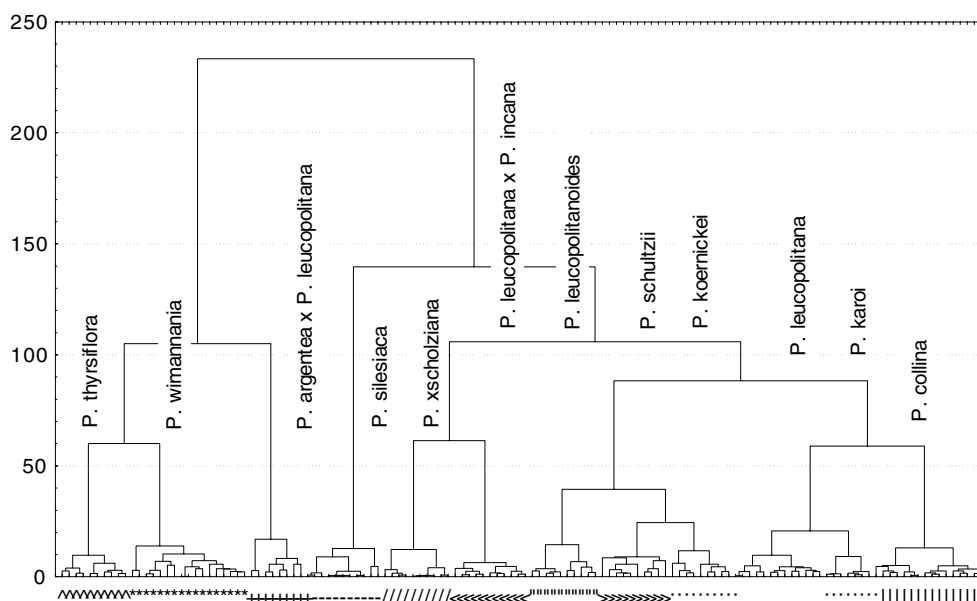 250
200
150
100
50
0
P. thyrsiflora
P. wimannania
P. argentea x P. leucopolitana
P. silesiaca
P. xscholziana
P. leucopolitana x P. incana
P. leucopolitanoides
P. schultzii
P. koernickei
P. leucopolitana
P. karoi
P. collina